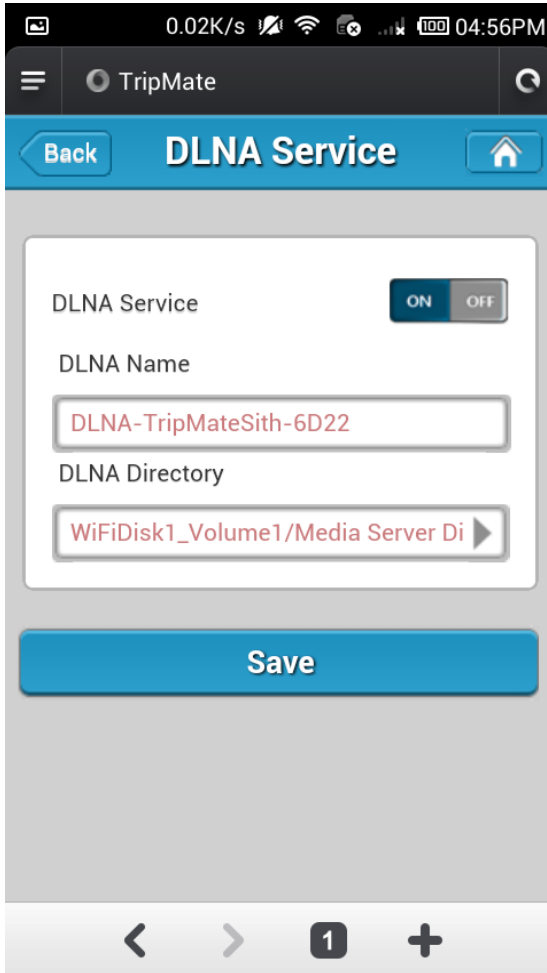 0.02K/s 100 04:56PM
TripMate
Back DLNA Service
DLNA Service ON OFF
DLNA Name
DLNA-TripMateSith-6D22
DLNA Directory
WiFiDisk1_Volume1/Media Server Di
Save
1